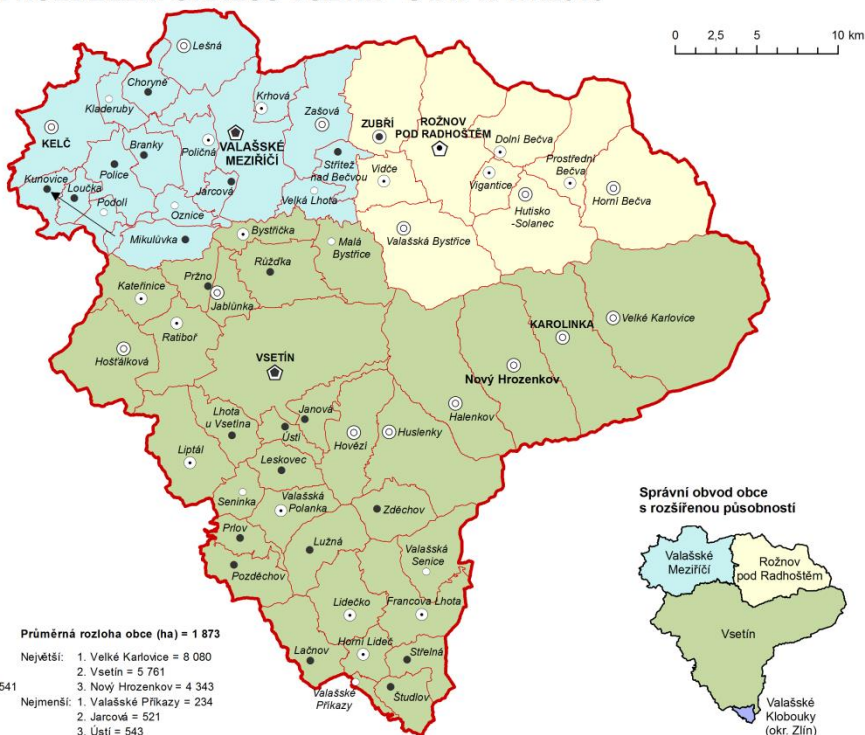 0 2,5 5 10 km
Lešná
Choryně
Kladeruby
Krhová
Zašová
KELČ
Branky
Poličná
VALAŠSKÉ
MEZIŘÍČÍ
Police
Střítež
nad Bečvou
Kunovice
Loučka
Podolí
Jarcová
Oznice
Velká Lhota
Mikulůvka
ZUBŘÍ
ROŽNOV
POD RADHOŠTĚM
Dolní Bečva
Prostřední
Bečva
Vidče
Vigantice
Horní Bečva
Hutisko
-Solanec
Valašská Bystřice
Bystřička
Malá
Bystřice
Růžďka
Pržno
Kateřinice
Jablůnka
Ratiboř
Hošťálková
VSETÍN
KAROLINKA
Velké Karlovice
Nový Hrozenkov
Halenkov
Lhota
u Vsetína
Janová
Ústí
Hovězí
Huslenky
Liptál
Leskovec
Seninka
Valašská
Polanka
Zděchov
Prlov
Lužná
Valašská
Senice
Pozděchov
Lidečko
Francova Lhota
Lačnov
Horní Lideč
Střelná
Valašské
Příkazy
Študlov
Správní obvod obce
s rozšířenou působností
Valašské
Meziříčí
Rožnov
pod Radhoštěm
Vsetín
Valašské
Klobouky
(okr. Zlín)
Průměrná rozloha obce (ha) = 1 873
Největší: 1. Velké Karlovice = 8 080
2. Vsetín = 5 761
541 3. Nový Hrozenkov = 4 343
Nejmenší: 1. Valašské Příkazy = 234
2. Jarcová = 521
3. Ústí = 543